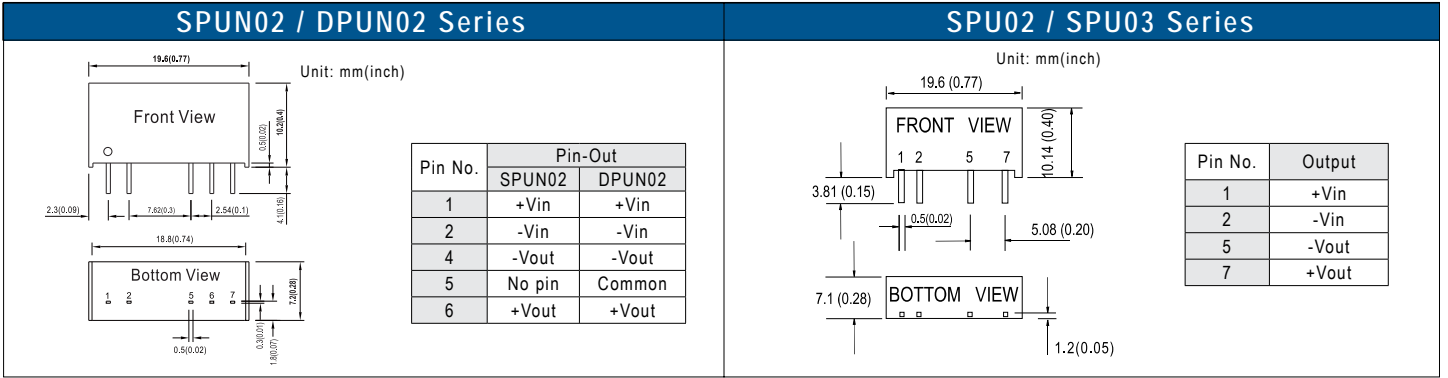 SPUN02 / DPUN02 Series
19.6(0.77)
Unit: mm(inch)
Front View
0.5(0.02)
10.2(0.4)
2.3(0.09)
7.62(0.3)
2.54(0.1)
4.1(0.16)
18.8(0.74)
Bottom View
1 2 5 6 7
7.2(0.28)
0.5(0.02)
0.3(0.01)
1.8(0.07)
Pin No. Pin-Out
SPUN02 DPUN02
1 +Vin +Vin
2 -Vin -Vin
4 -Vout -Vout
5 No pin Common
6 +Vout +Vout
SPU02 / SPU03 Series
Unit: mm(inch)
19.6 (0.77)
FRONT VIEW
1 2 5 7
10.14 (0.40)
3.81 (0.15)
0.5(0.02)
5.08 (0.20)
7.1 (0.28)
BOTTOM VIEW
1.2(0.05)
Pin No. Output
1 +Vin
2 -Vin
5 -Vout
7 +Vout